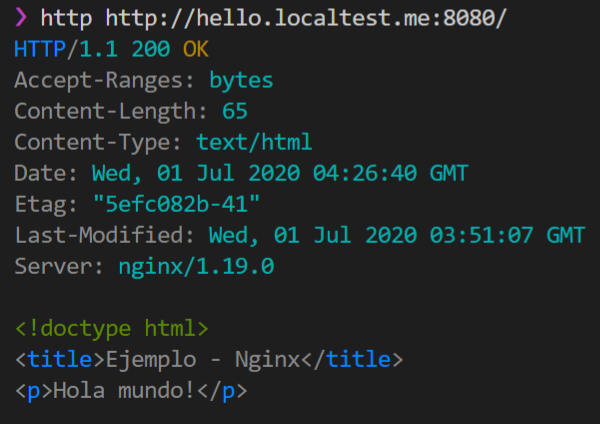 ❯ http http://hello.localtest.me:8080/
HTTP/1.1 200 OK
Accept-Ranges: bytes
Content-Length: 65
Content-Type: text/html
Date: Wed, 01 Jul 2020 04:26:40 GMT
Etag: "5efc082b-41"
Last-Modified: Wed, 01 Jul 2020 03:51:07 GMT
Server: nginx/1.19.0

<!doctype html>
<title>Ejemplo - Nginx</title>
<p>Hola mundo!</p>